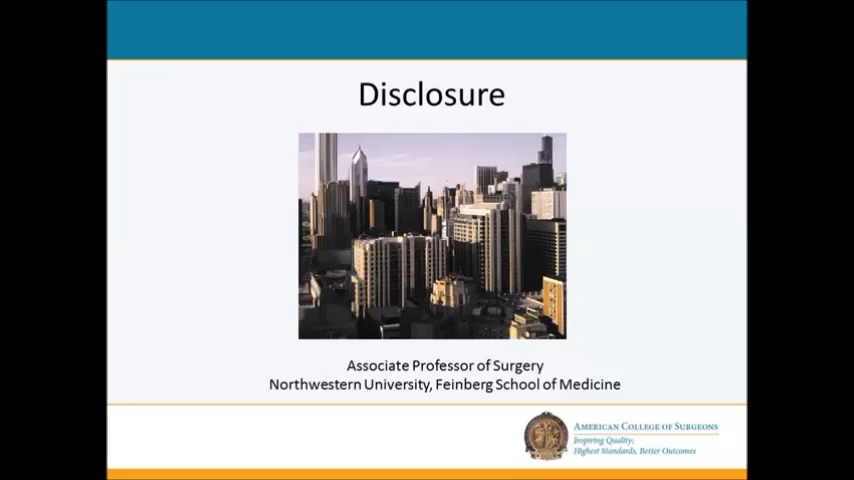 Disclosure
Associate Professor of Surgery
Northwestern University, Feinberg School of Medicine
AMERICAN COLLEGE OF SURGEONS
Inspiring Quality:
Highest Standards, Better Outcomes